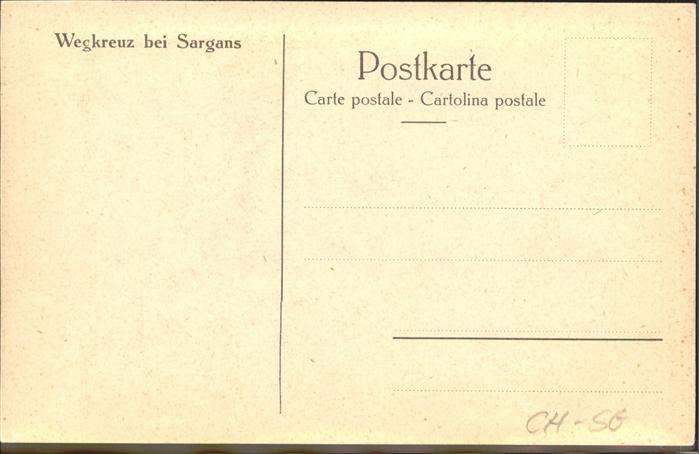 Wegkreuz bei Sargans
Postkarte
Carte postale - Cartolina postale
CH-SG